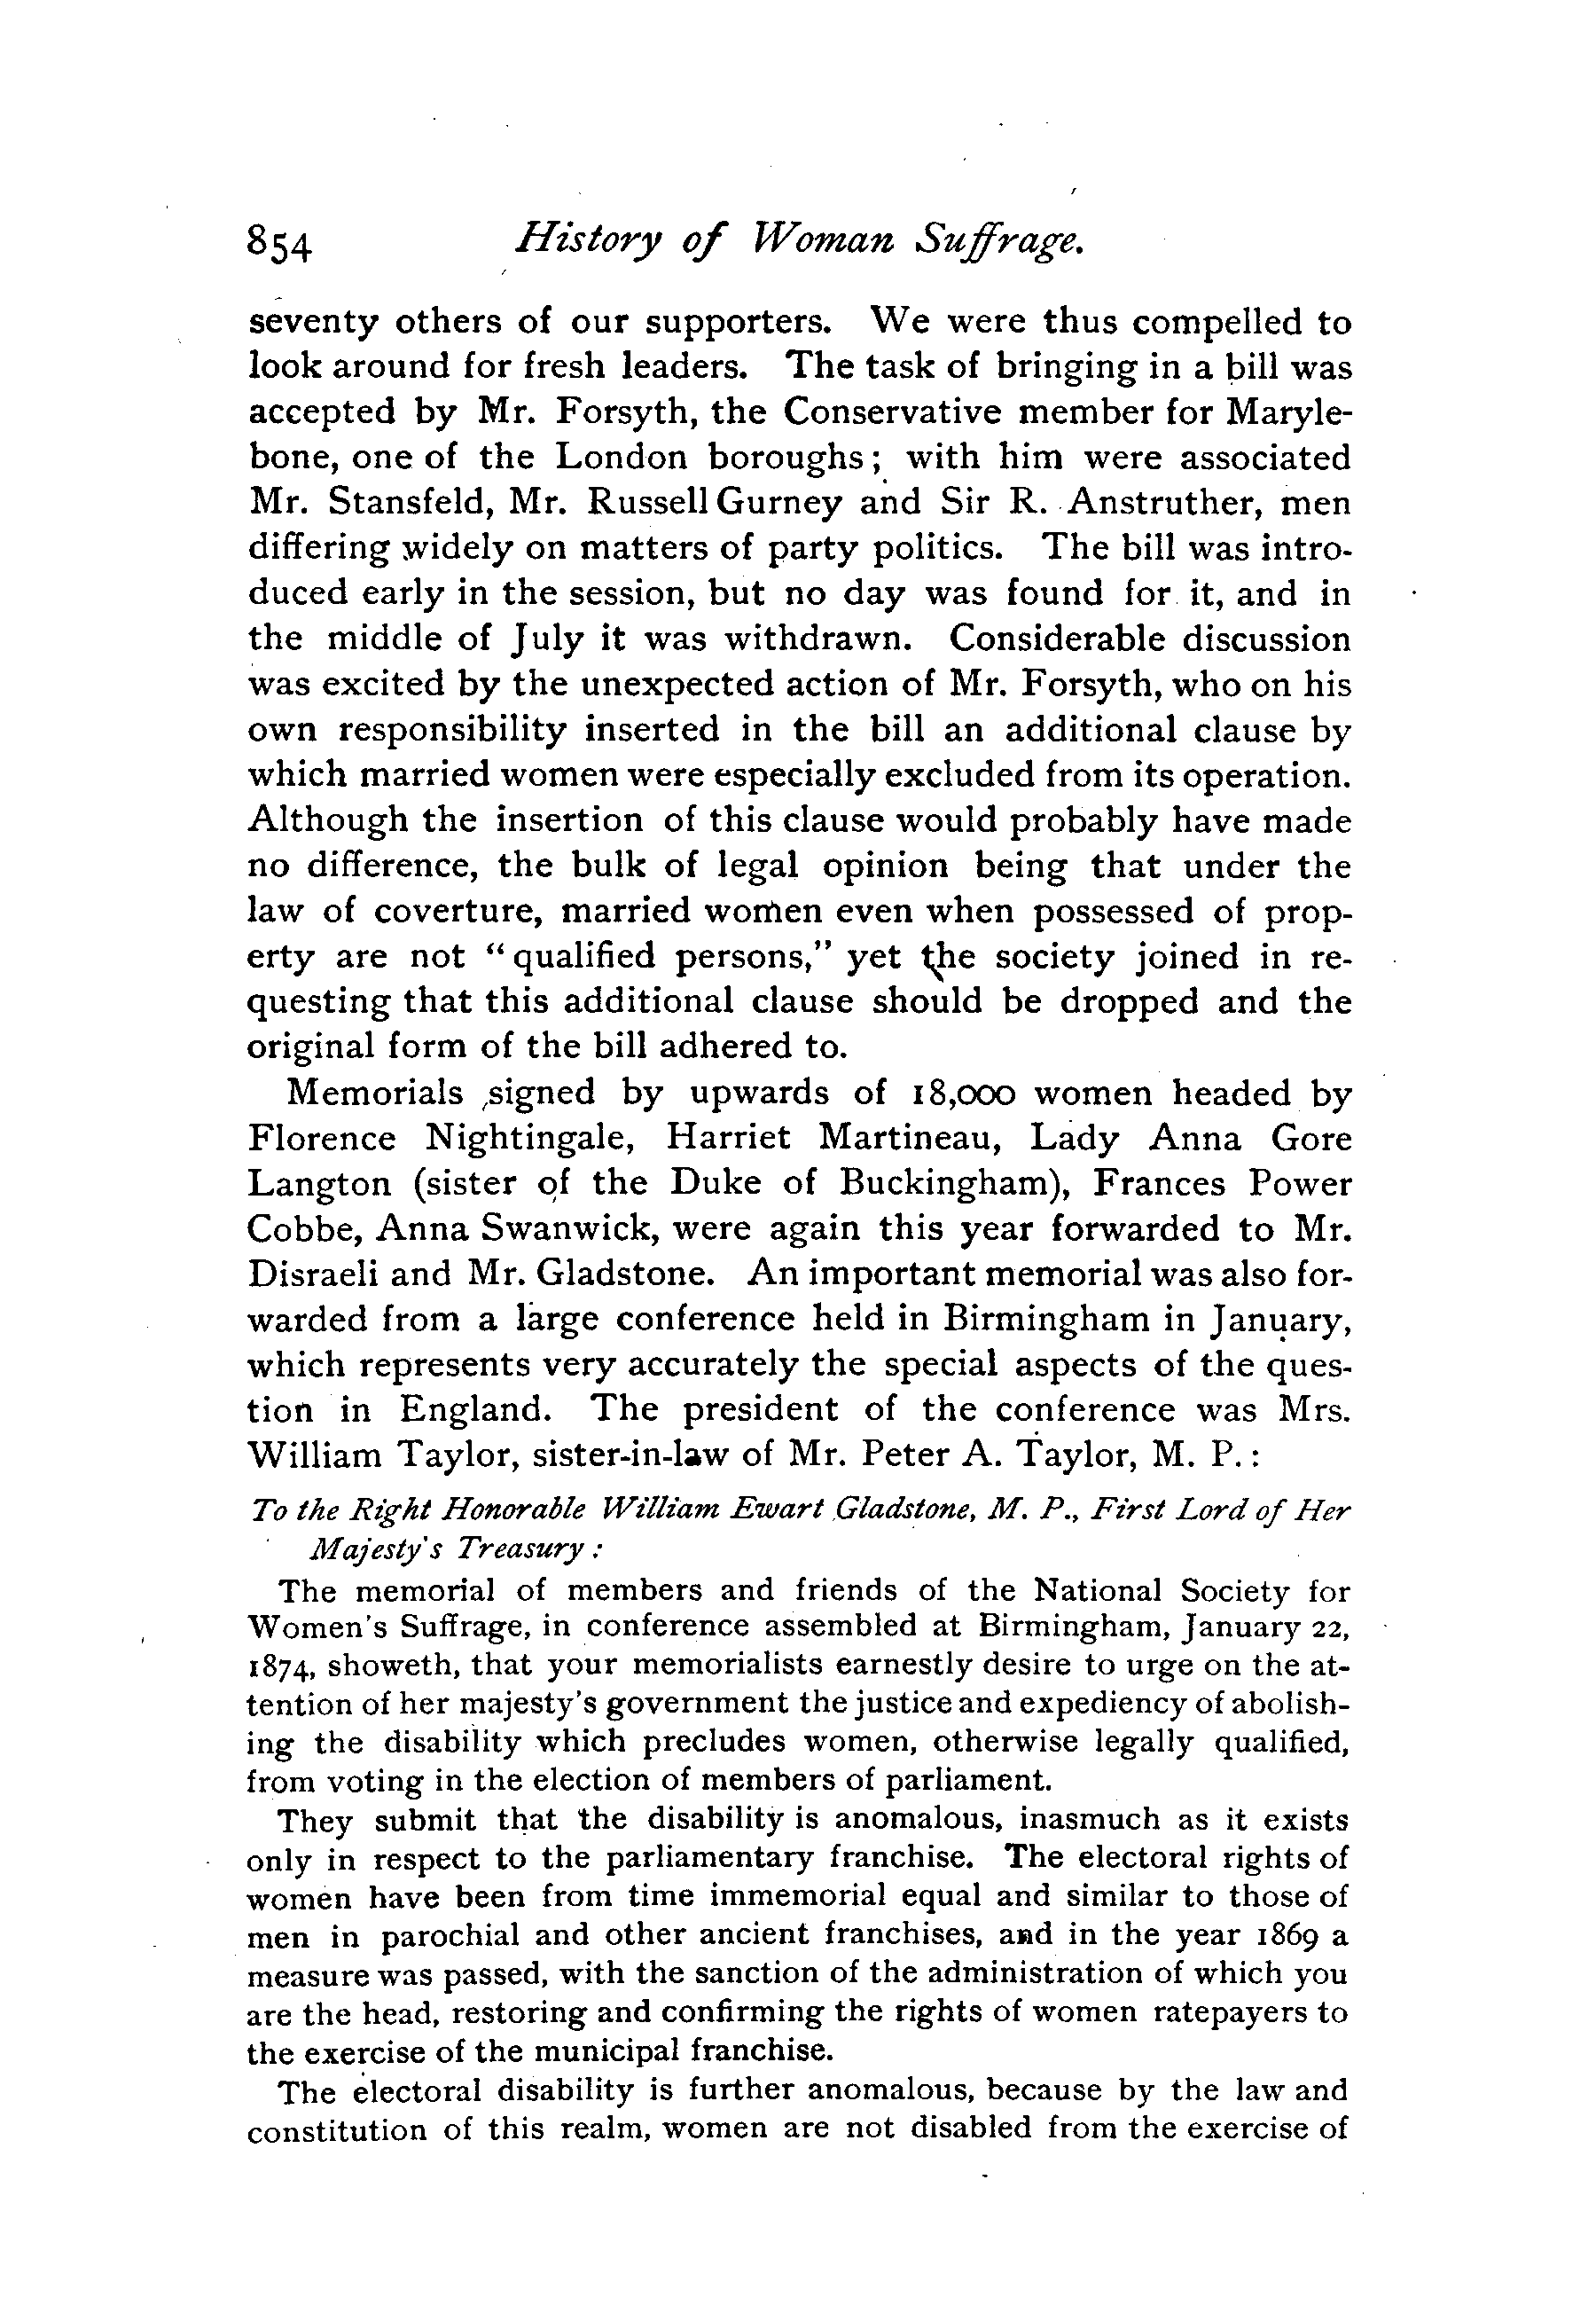 854 History of Woman Suffrage.
seventy others of our supporters. We were thus compelled to
look around for fresh leaders. The task of bringing in a bill was
accepted by Mr. Forsyth, the Conservative member for Maryle-
bone, one of the London boroughs; with him were associated
Mr. Stansfeld, Mr. Russell Gurney and Sir R. Anstruther, men
differing widely on matters of party politics. The bill was intro-
duced early in the session, but no day was found for it, and in
the middle of July it was withdrawn. Considerable discussion
was excited by the unexpected action of Mr. Forsyth, who on his
own responsibility inserted in the bill an additional clause by
which married women were especially excluded from its operation.
Although the insertion of this clause would probably have made
no difference, the bulk of legal opinion being that under the
law of coverture, married women even when possessed of prop-
erty are not "qualified persons," yet the society joined in re-
questing that this additional clause should be dropped and the
original form of the bill adhered to.
Memorials signed by upwards of 18,000 women headed by
Florence Nightingale, Harriet Martineau, Lady Anna Gore
Langton (sister of the Duke of Buckingham), Frances Power
Cobbe, Anna Swanwick, were again this year forwarded to Mr.
Disraeli and Mr. Gladstone. An important memorial was also for-
warded from a large conference held in Birmingham in January,
which represents very accurately the special aspects of the ques-
tion in England. The president of the conference was Mrs.
William Taylor, sister-in-law of Mr. Peter A. Taylor, M. P.:
To the Right Honorable William Ewart Gladstone, M. P., First Lord of Her
Majesty's Treasury:
The memorial of members and friends of the National Society for
Women's Suffrage, in conference assembled at Birmingham, January 22,
1874, showeth, that your memorialists earnestly desire to urge on the at-
tention of her majesty's government the justice and expediency of abolish-
ing the disability which precludes women, otherwise legally qualified,
from voting in the election of members of parliament.
They submit that the disability is anomalous, inasmuch as it exists
only in respect to the parliamentary franchise. The electoral rights of
women have been from time immemorial equal and similar to those of
men in parochial and other ancient franchises, and in the year 1869 a
measure was passed, with the sanction of the administration of which you
are the head, restoring and confirming the rights of women ratepayers to
the exercise of the municipal franchise.
The electoral disability is further anomalous, because by the law and
constitution of this realm, women are not disabled from the exercise of